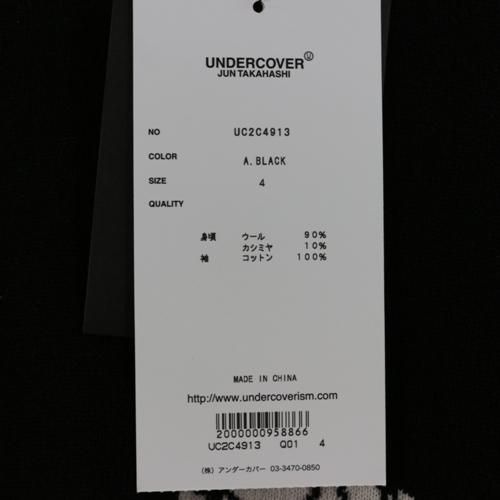 UNDERCOVER Ⓤ
JUN TAKAHASHI
NO UC2C4913
COLOR A.BLACK
SIZE 4
QUALITY
身頃 ウール 90%
カシミヤ 10%
袖 コットン 100%
MADE IN CHINA
http://www.undercoverism.com
2000000958866
UC2C4913 Q01 4
(株) アンダーカバー 03-3470-0850